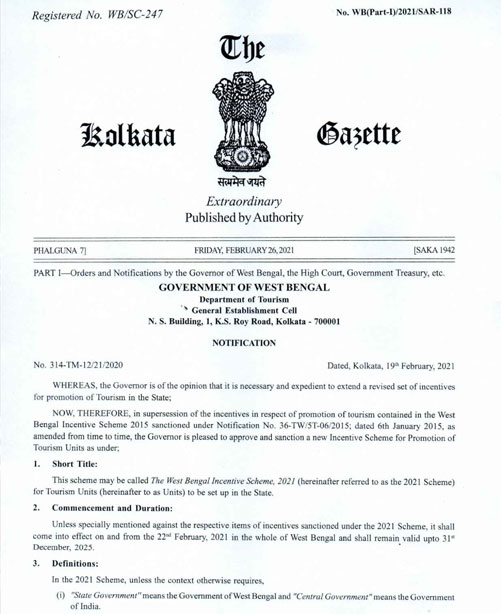 Registered No. WB/SC-247
No. WB(Part-I)/2021/SAR-118
The
Kolkata Gazette
सत्यमेव जयते
Extraordinary
Published by Authority
PHALGUNA 7]
FRIDAY, FEBRUARY 26, 2021
[SAKA 1942
PART I—Orders and Notifications by the Governor of West Bengal, the High Court, Government Treasury, etc.
GOVERNMENT OF WEST BENGAL
Department of Tourism
General Establishment Cell
N. S. Building, 1, K.S. Roy Road, Kolkata - 700001
NOTIFICATION
No. 314-TM-12/21/2020
Dated, Kolkata, 19th February, 2021
WHEREAS, the Governor is of the opinion that it is necessary and expedient to extend a revised set of incentives
for promotion of Tourism in the State;
NOW, THEREFORE, in supersession of the incentives in respect of promotion of tourism contained in the West
Bengal Incentive Scheme 2015 sanctioned under Notification No. 36-TW/5T-06/2015; dated 6th January 2015, as
amended from time to time, the Governor is pleased to approve and sanction a new Incentive Scheme for Promotion of
Tourism Units as under;
1. Short Title:
This scheme may be called The West Bengal Incentive Scheme, 2021 (hereinafter referred to as the 2021 Scheme)
for Tourism Units (hereinafter to as Units) to be set up in the State.
2. Commencement and Duration:
Unless specially mentioned against the respective items of incentives sanctioned under the 2021 Scheme, it shall
come into effect on and from the 22nd February, 2021 in the whole of West Bengal and shall remain valid upto 31st
December, 2025.
3. Definitions:
In the 2021 Scheme, unless the context otherwise requires,
(i) "State Government" means the Government of West Bengal and "Central Government" means the Government
of India.